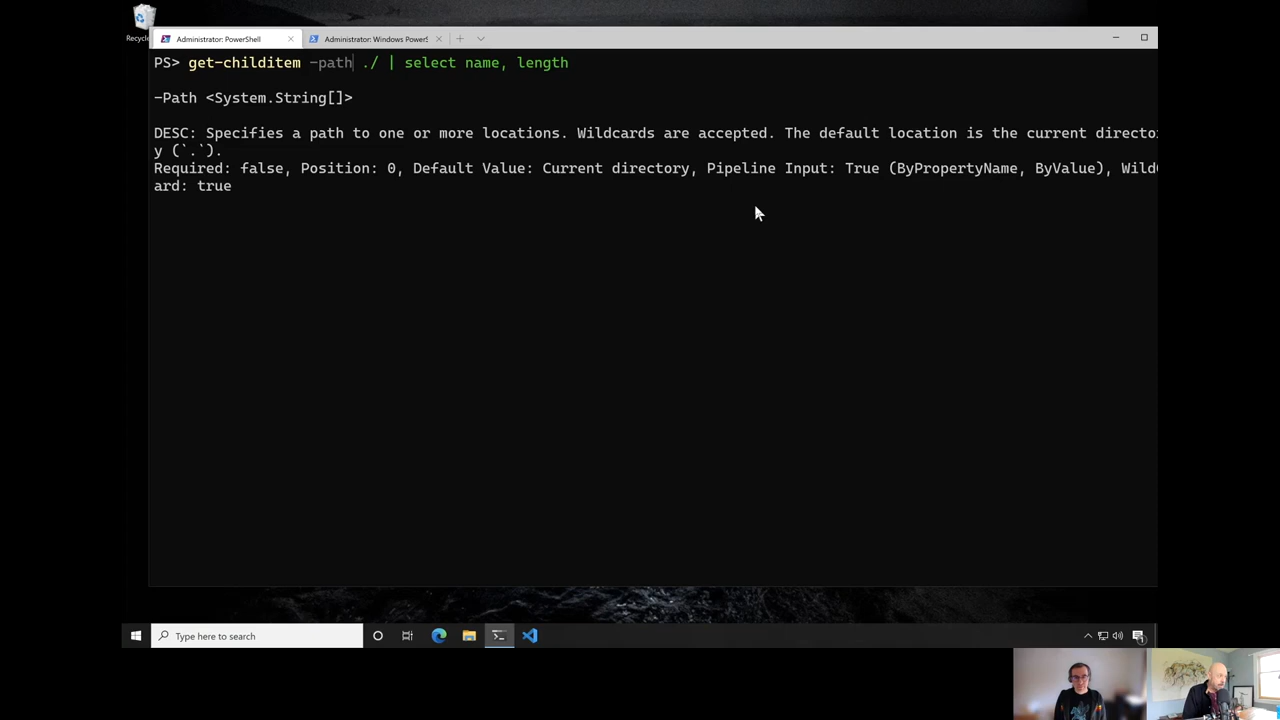 Recycle
Administrator: PowerShell
Administrator: Windows PowerS
PS> get-childitem -path ./ | select name, length
-Path <System.String[]>
DESC: Specifies a path to one or more locations. Wildcards are accepted. The default location is the current directo
y (`.`).
Required: false, Position: 0, Default Value: Current directory, Pipeline Input: True (ByPropertyName, ByValue), Wild
ard: true
Type here to search
1